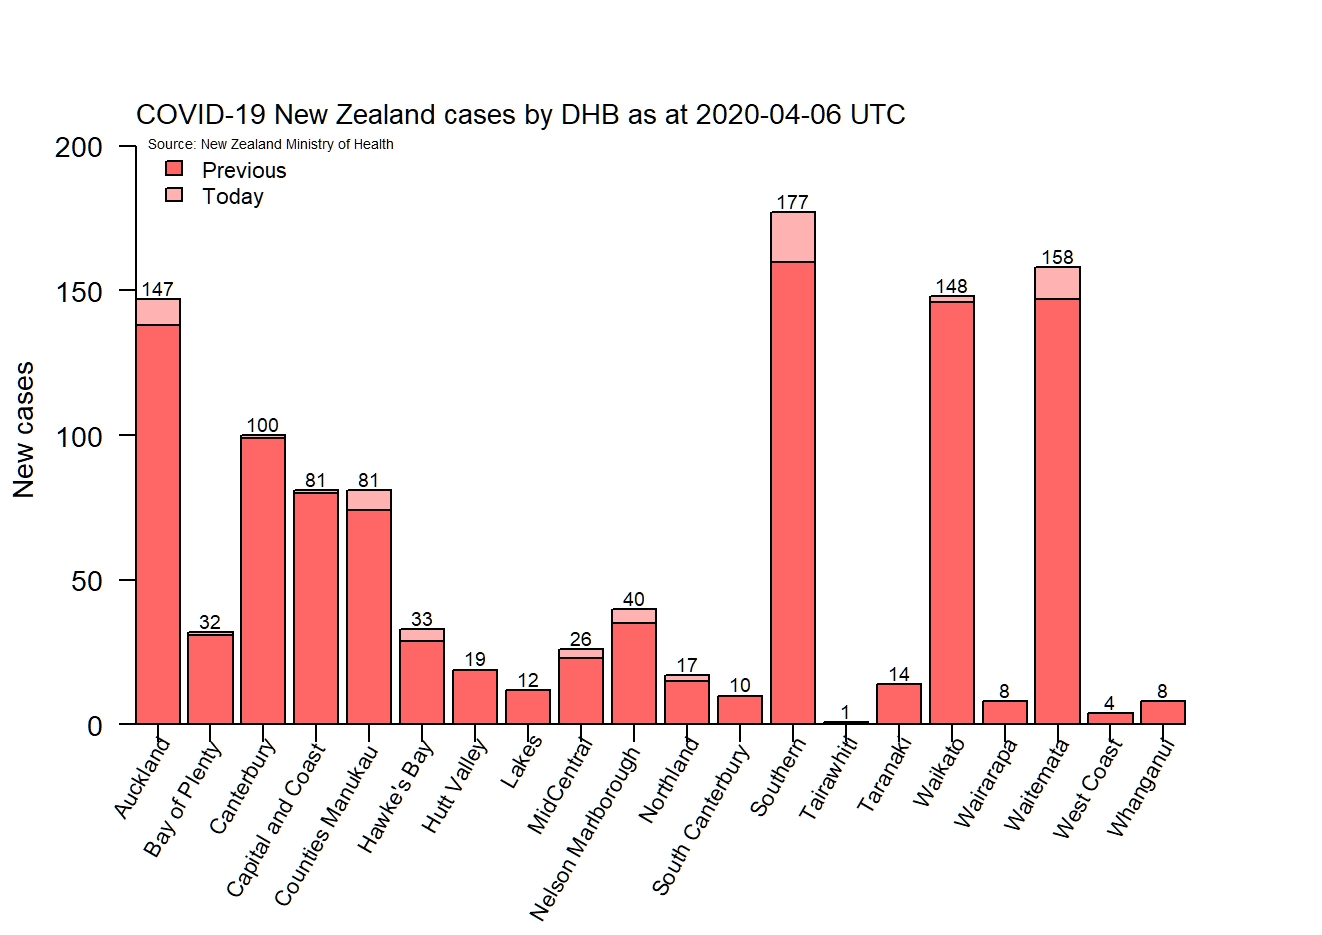 COVID-19 New Zealand cases by DHB as at 2020-04-06 UTC
Source: New Zealand Ministry of Health
Previous
Today
New cases
200
150
100
50
0
147
32
100
81
81
33
19
12
26
40
17
10
177
1
14
148
8
158
4
8
Auckland
Bay of Plenty
Canterbury
Capital and Coast
Counties Manukau
Hawke's Bay
Hutt Valley
Lakes
MidCentral
Nelson Marlborough
Northland
South Canterbury
Southern
Tairawhiti
Taranaki
Waikato
Wairarapa
Waitemata
West Coast
Whanganui